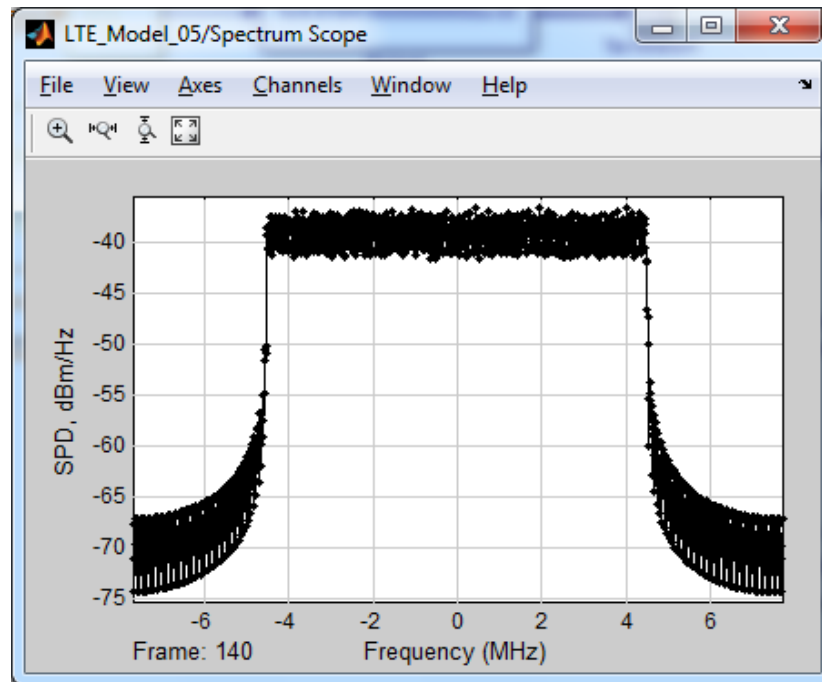 LTE_Model_05/Spectrum Scope
File View Axes Channels Window Help
-40
-45
-50
-55
-60
-65
-70
-75
SPD, dBm/Hz
-6 -4 -2 0 2 4 6
Frame: 140 Frequency (MHz)